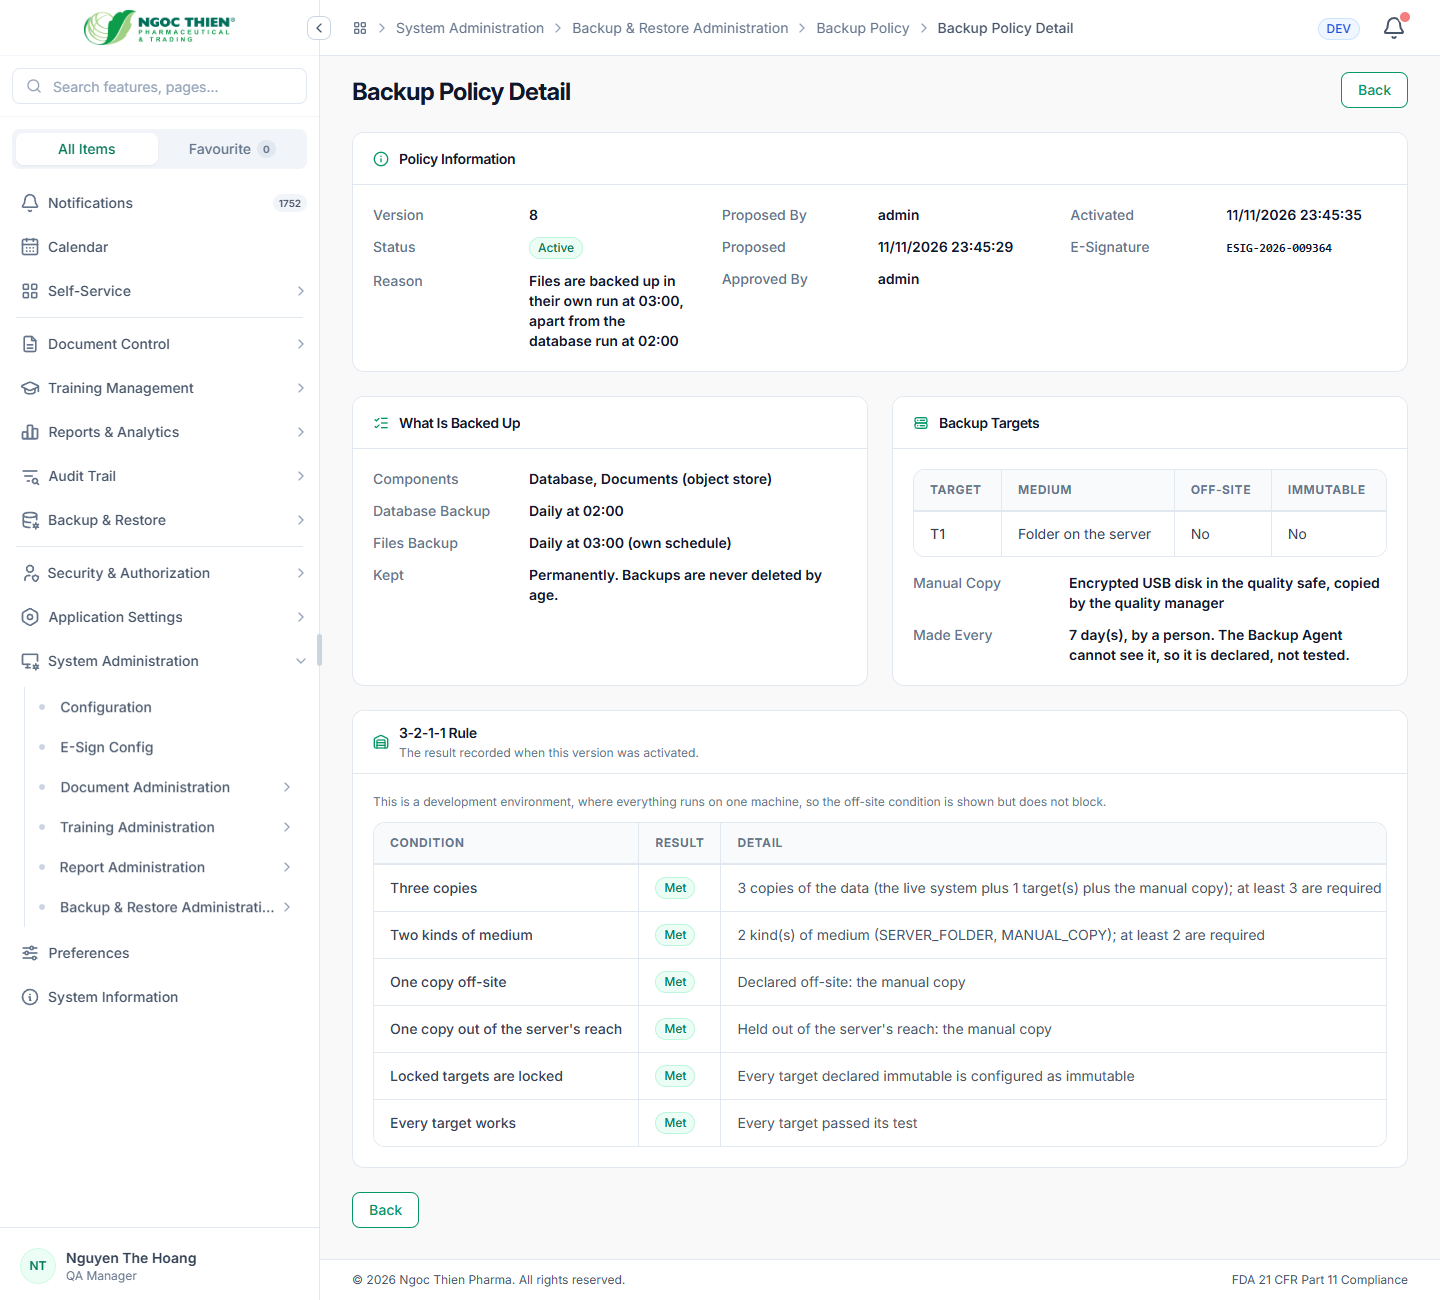 NGOC THIEN®
PHARMACEUTICAL
& TRADING
System Administration
Backup & Restore Administration
Backup Policy
Backup Policy Detail
DEV
Search features, pages...
All Items
Favourite 0
Notifications 1752
Calendar
Self-Service
Document Control
Training Management
Reports & Analytics
Audit Trail
Backup & Restore
Security & Authorization
Application Settings
System Administration
Configuration
E-Sign Config
Document Administration
Training Administration
Report Administration
Backup & Restore Administrati...
Preferences
System Information
NT
Nguyen The Hoang
QA Manager
Backup Policy Detail
Back
Policy Information
Version 8
Status Active
Reason Files are backed up in
their own run at 03:00,
apart from the
database run at 02:00
Proposed By admin
Proposed 11/11/2026 23:45:29
Approved By admin
Activated 11/11/2026 23:45:35
E-Signature ESIG-2026-009364
What Is Backed Up
Components Database, Documents (object store)
Database Backup Daily at 02:00
Files Backup Daily at 03:00 (own schedule)
Kept Permanently. Backups are never deleted by
age.
Backup Targets
TARGET MEDIUM OFF-SITE IMMUTABLE
T1 Folder on the server No No
Manual Copy Encrypted USB disk in the quality safe, copied
by the quality manager
Made Every 7 day(s), by a person. The Backup Agent
cannot see it, so it is declared, not tested.
3-2-1-1 Rule
The result recorded when this version was activated.
This is a development environment, where everything runs on one machine, so the off-site condition is shown but does not block.
CONDITION RESULT DETAIL
Three copies Met 3 copies of the data (the live system plus 1 target(s) plus the manual copy); at least 3 are required
Two kinds of medium Met 2 kind(s) of medium (SERVER_FOLDER, MANUAL_COPY); at least 2 are required
One copy off-site Met Declared off-site: the manual copy
One copy out of the server's reach Met Held out of the server's reach: the manual copy
Locked targets are locked Met Every target declared immutable is configured as immutable
Every target works Met Every target passed its test
Back
© 2026 Ngoc Thien Pharma. All rights reserved.
FDA 21 CFR Part 11 Compliance